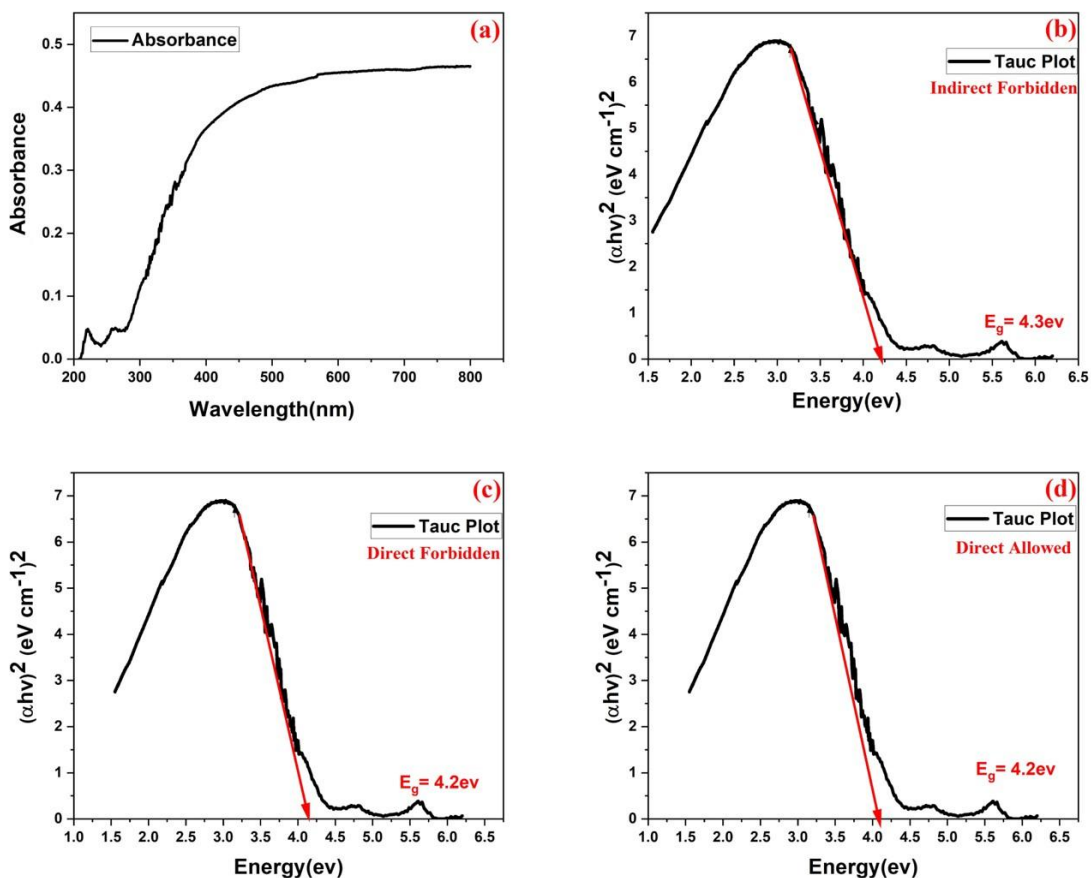 (a)
Absorbance
Absorbance
0.5
0.4
0.3
0.2
0.1
0.0
200 300 400 500 600 700 800
Wavelength(nm)
(b)
Tauc Plot
Indirect Forbidden
(αhv)2 (eV cm-1)2
7
6
5
4
3
2
1
0
Eg= 4.3ev
1.5 2.0 2.5 3.0 3.5 4.0 4.5 5.0 5.5 6.0 6.5
Energy(ev)
(c)
Tauc Plot
Direct Forbidden
(αhv)2 (eV cm-1)2
7
6
5
4
3
2
1
0
Eg= 4.2ev
1.0 1.5 2.0 2.5 3.0 3.5 4.0 4.5 5.0 5.5 6.0 6.5
Energy(ev)
(d)
Tauc Plot
Direct Allowed
(αhv)2 (eV cm-1)2
7
6
5
4
3
2
1
0
Eg= 4.2ev
1.0 1.5 2.0 2.5 3.0 3.5 4.0 4.5 5.0 5.5 6.0 6.5
Energy(ev)